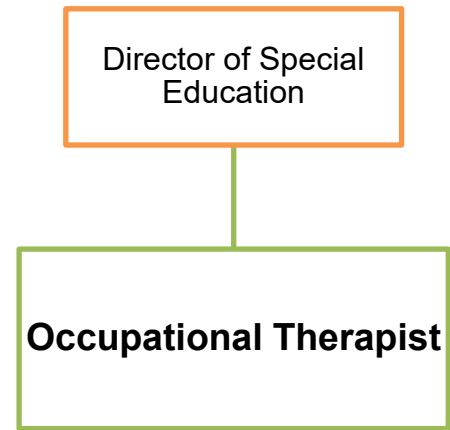 Director of Special
Education
Occupational Therapist